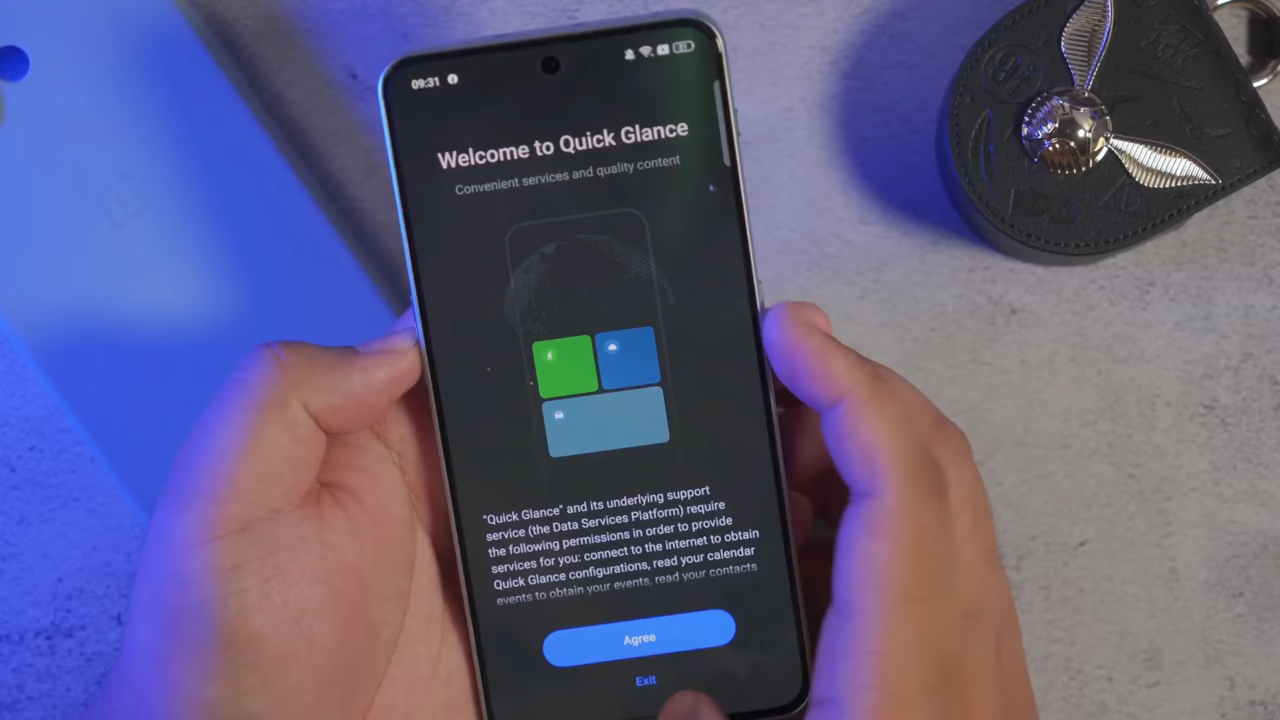 09:31
Welcome to Quick Glance
Convenient services and quality content
"Quick Glance" and its underlying support
service (the Data Services Platform) require
the following permissions in order to provide
services for you: connect to the internet to obtain
Quick Glance configurations, read your calendar
events to obtain your events, read your contacts
Agree
Exit